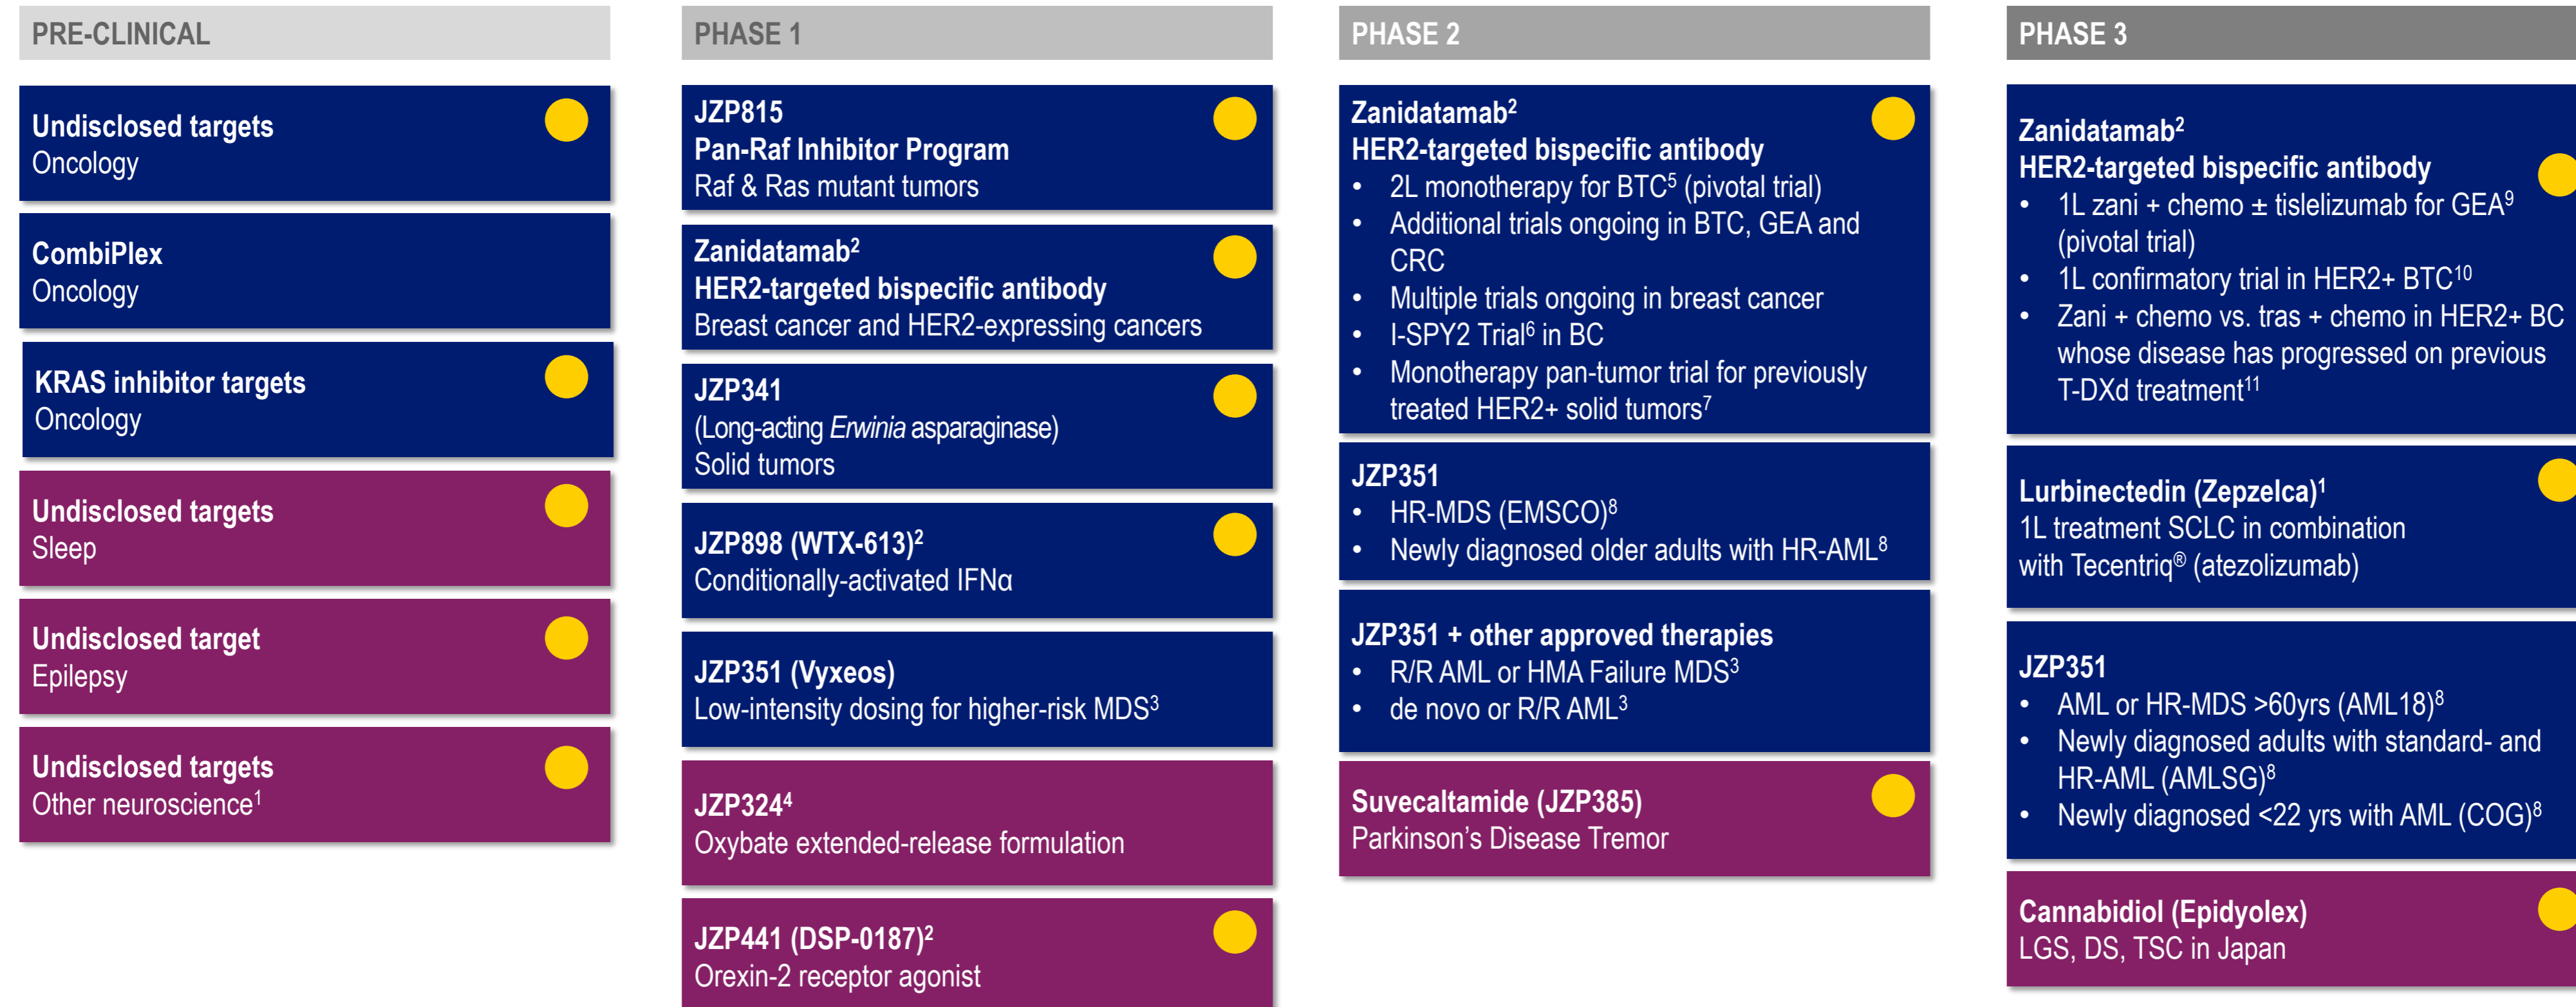 PRE-CLINICAL
Undisclosed targets
Oncology
CombiPlex
Oncology
KRAS inhibitor targets
Oncology
Undisclosed targets
Sleep
Undisclosed target
Epilepsy
Undisclosed targets
Other neuroscience¹
PHASE 1
JZP815
Pan-Raf Inhibitor Program
Raf & Ras mutant tumors
Zanidatamab²
HER2-targeted bispecific antibody
Breast cancer and HER2-expressing cancers
JZP341
(Long-acting Erwinia asparaginase)
Solid tumors
JZP898 (WTX-613)²
Conditionally-activated IFNα
JZP351 (Vyxeos)
Low-intensity dosing for higher-risk MDS³
JZP324⁴
Oxybate extended-release formulation
JZP441 (DSP-0187)²
Orexin-2 receptor agonist
PHASE 2
Zanidatamab²
HER2-targeted bispecific antibody
• 2L monotherapy for BTC⁵ (pivotal trial)
• Additional trials ongoing in BTC, GEA and
CRC
• Multiple trials ongoing in breast cancer
• I-SPY2 Trial⁶ in BC
• Monotherapy pan-tumor trial for previously
treated HER2+ solid tumors⁷
JZP351
• HR-MDS (EMSCO)⁸
• Newly diagnosed older adults with HR-AML⁸
JZP351 + other approved therapies
• R/R AML or HMA Failure MDS³
• de novo or R/R AML³
Suvecaltamide (JZP385)
Parkinson's Disease Tremor
PHASE 3
Zanidatamab²
HER2-targeted bispecific antibody
• 1L zani + chemo ± tislelizumab for GEA⁹
(pivotal trial)
• 1L confirmatory trial in HER2+ BTC¹⁰
• Zani + chemo vs. tras + chemo in HER2+ BC
whose disease has progressed on previous
T-DXd treatment¹¹
Lurbinectedin (Zepzelca)¹
1L treatment SCLC in combination
with Tecentriq® (atezolizumab)
JZP351
• AML or HR-MDS >60yrs (AML18)⁸
• Newly diagnosed adults with standard- and
HR-AML (AMLSG)⁸
• Newly diagnosed <22 yrs with AML (COG)⁸
Cannabidiol (Epidyolex)
LGS, DS, TSC in Japan